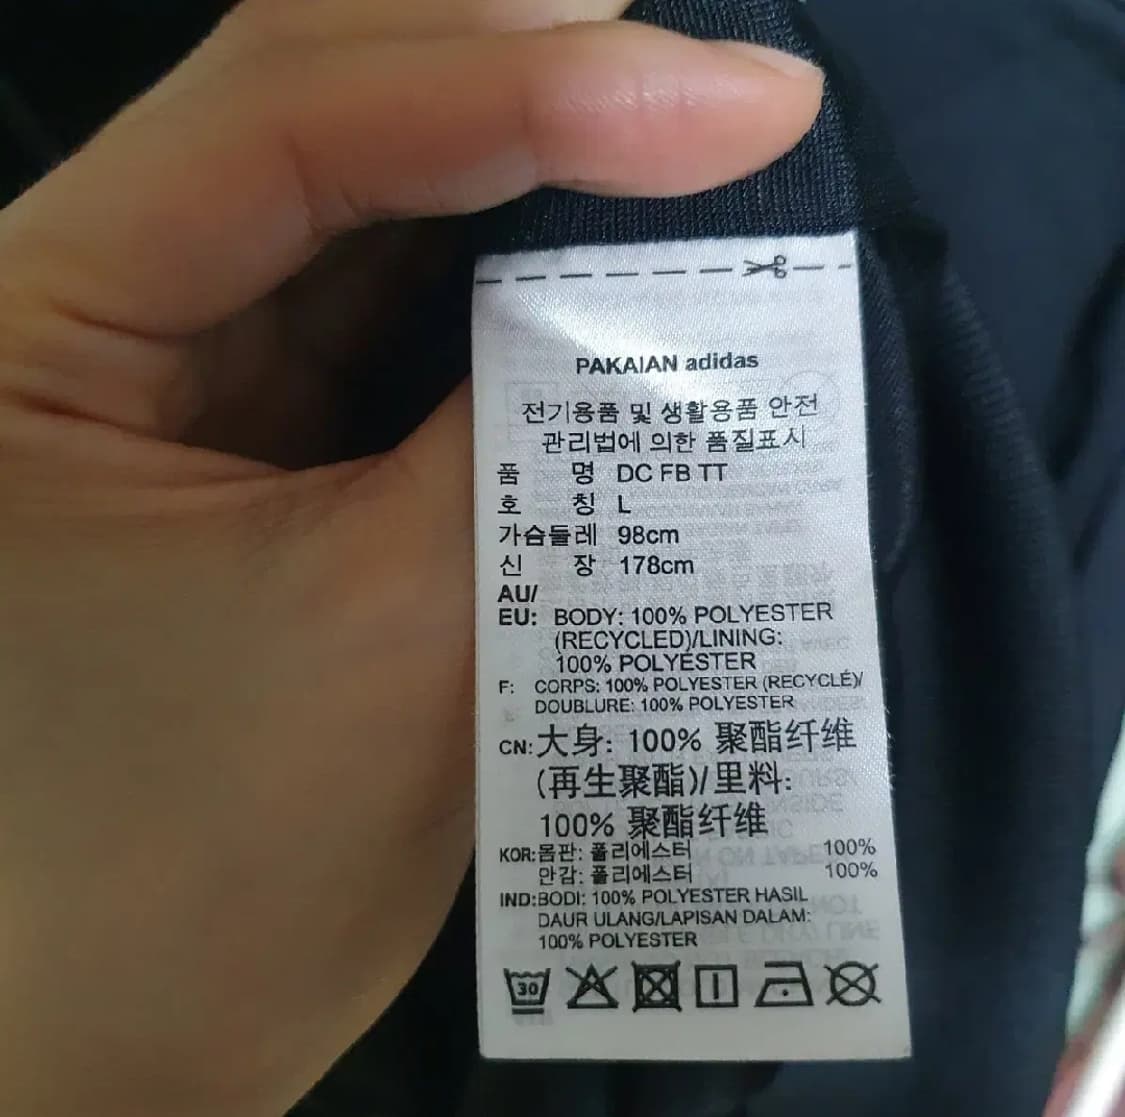 PAKAIAN adidas
전기용품 및 생활용품 안전
관리법에 의한 품질표시
품 명 DC FB TT
호 칭 L
가슴둘레 98cm
신 장 178cm
AU/
EU: BODY: 100% POLYESTER
(RECYCLED)/LINING:
100% POLYESTER
F: CORPS: 100% POLYESTER (RECYCLÉ)/
DOUBLURE: 100% POLYESTER
CN: 大身: 100% 聚酯纤维
(再生聚酯)/里料:
100% 聚酯纤维
KOR: 몸판: 폴리에스터 100%
안감: 폴리에스터 100%
IND: BODI: 100% POLYESTER HASIL
DAUR ULANG/LAPISAN DALAM:
100% POLYESTER
30